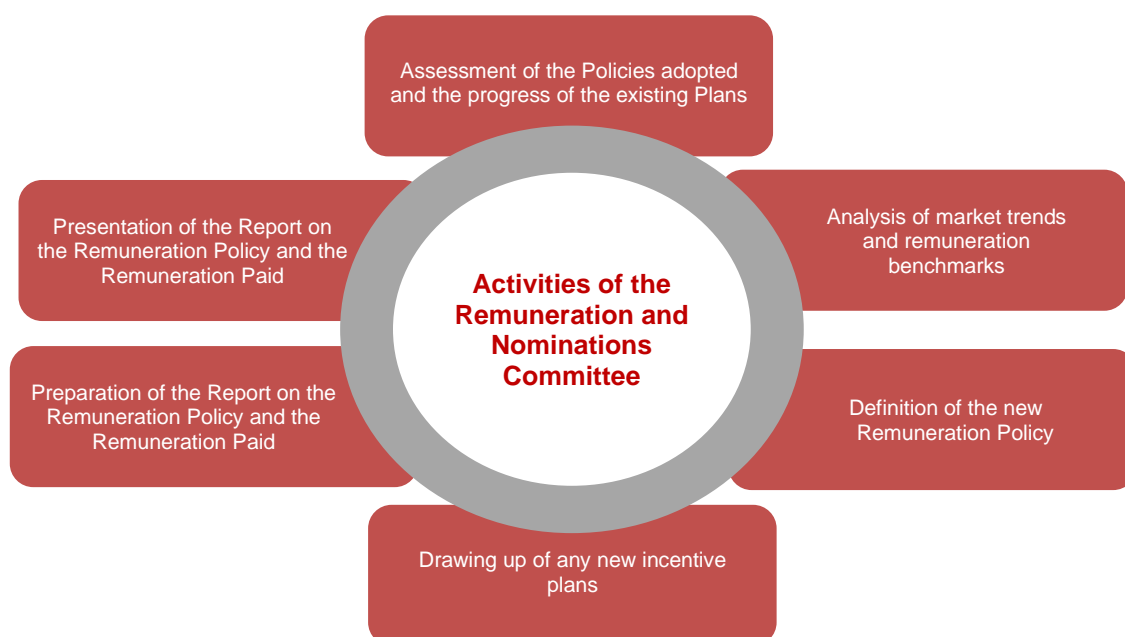 Assessment of the Policies adopted
and the progress of the existing Plans
Presentation of the Report on
the Remuneration Policy and the
Remuneration Paid
Analysis of market trends
and remuneration
benchmarks
Activities of the
Remuneration and
Nominations
Committee
Preparation of the Report on the
Remuneration Policy and the
Remuneration Paid
Definition of the new
Remuneration Policy
Drawing up of any new incentive
plans